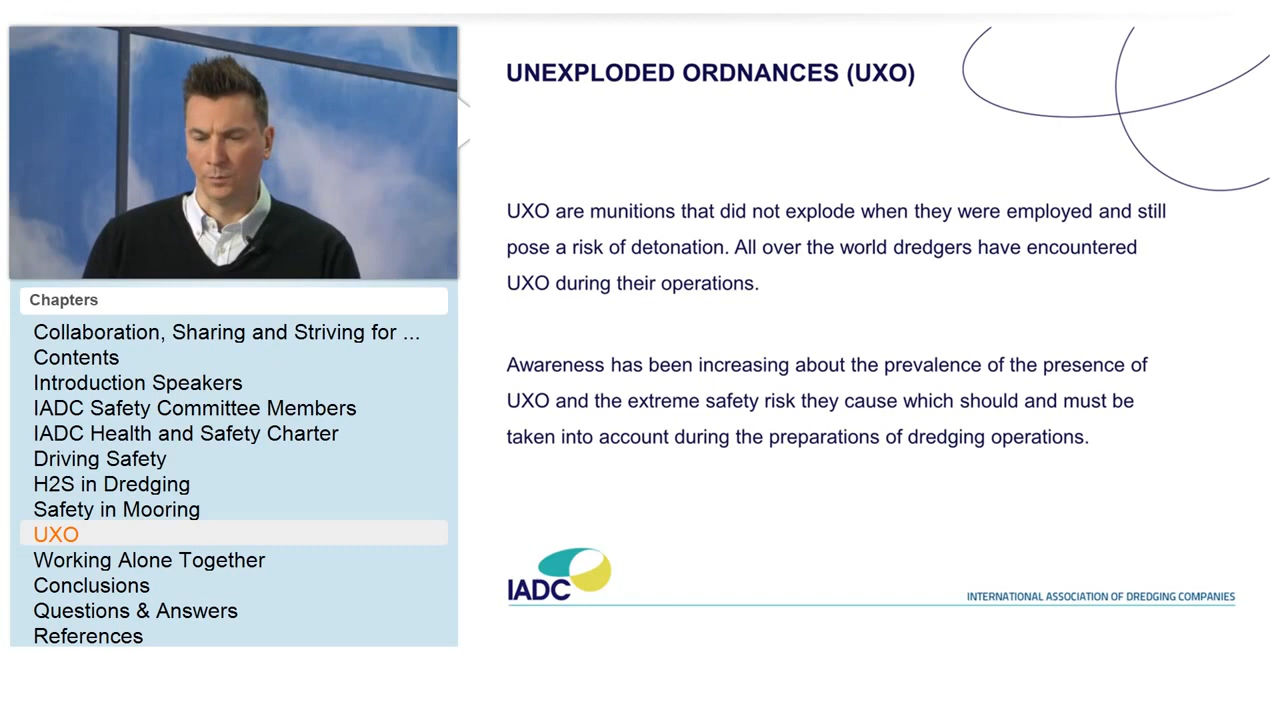 UNEXPLODED ORDNANCES (UXO)
UXO are munitions that did not explode when they were employed and still
pose a risk of detonation. All over the world dredgers have encountered
UXO during their operations.
Awareness has been increasing about the prevalence of the presence of
UXO and the extreme safety risk they cause which should and must be
taken into account during the preparations of dredging operations.
IADC
INTERNATIONAL ASSOCIATION OF DREDGING COMPANIES
Chapters
Collaboration, Sharing and Striving for ...
Contents
Introduction Speakers
IADC Safety Committee Members
IADC Health and Safety Charter
Driving Safety
H2S in Dredging
Safety in Mooring
UXO
Working Alone Together
Conclusions
Questions & Answers
References